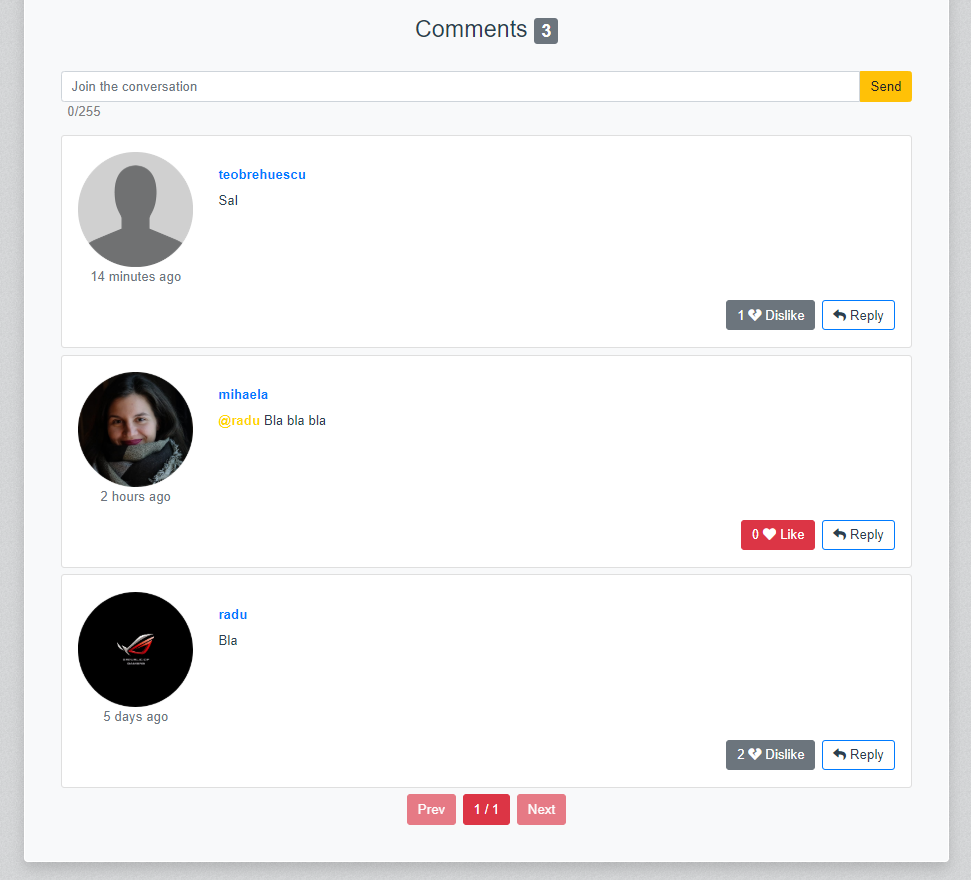 Comments 3
Join the conversation
Send
0/255
teobrehuescu
Sal
14 minutes ago
1 Dislike
Reply
mihaela
@radu Bla bla bla
2 hours ago
0 Like
Reply
radu
Bla
5 days ago
2 Dislike
Reply
Prev
1 / 1
Next